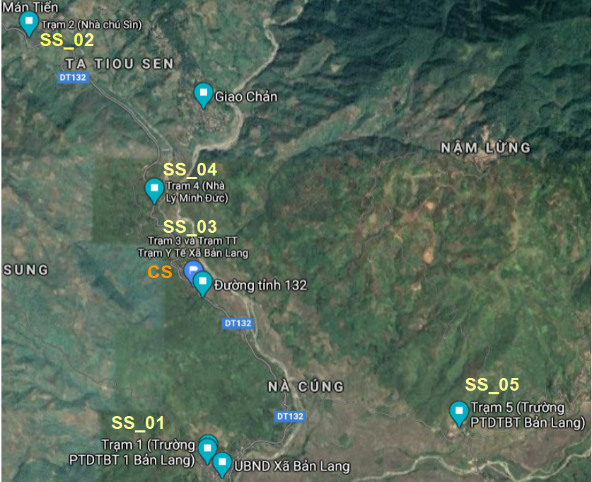 Mán Tiển
Trạm 2 (Nhà chú Sìn)
SS_02
TA TIOU SEN
DT132
Giao Chản
NẬM LỪNG
SS_04
Trạm 4 (Nhà
Lý Minh Đức)
SS_03
Trạm 3 và Trạm TT
Trạm Y Tế Xã Bản Lang
SUNG
CS
Đường tỉnh 132
DT132
NÀ CÚNG
DT132
SS_05
Trạm 5 (Trường
PTDTBT Bản Lang)
SS_01
Trạm 1 (Trường
PTDTBT 1 Bản Lang)
UBND Xã Bản Lang